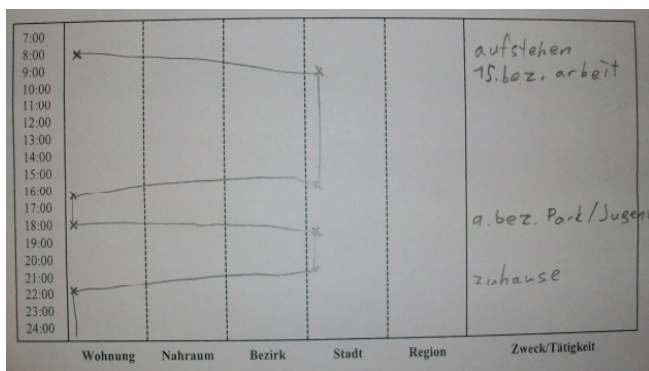 7:00
8:00 aufstehen
9:00 15.bez. arbeit
10:00
11:00
12:00
13:00
14:00
15:00
16:00
17:00
18:00 9.bez. Park/Jugen
19:00
20:00
21:00 zuhause
22:00
23:00
24:00
Wohnung Nahraum Bezirk Stadt Region Zweck/Tätigkeit